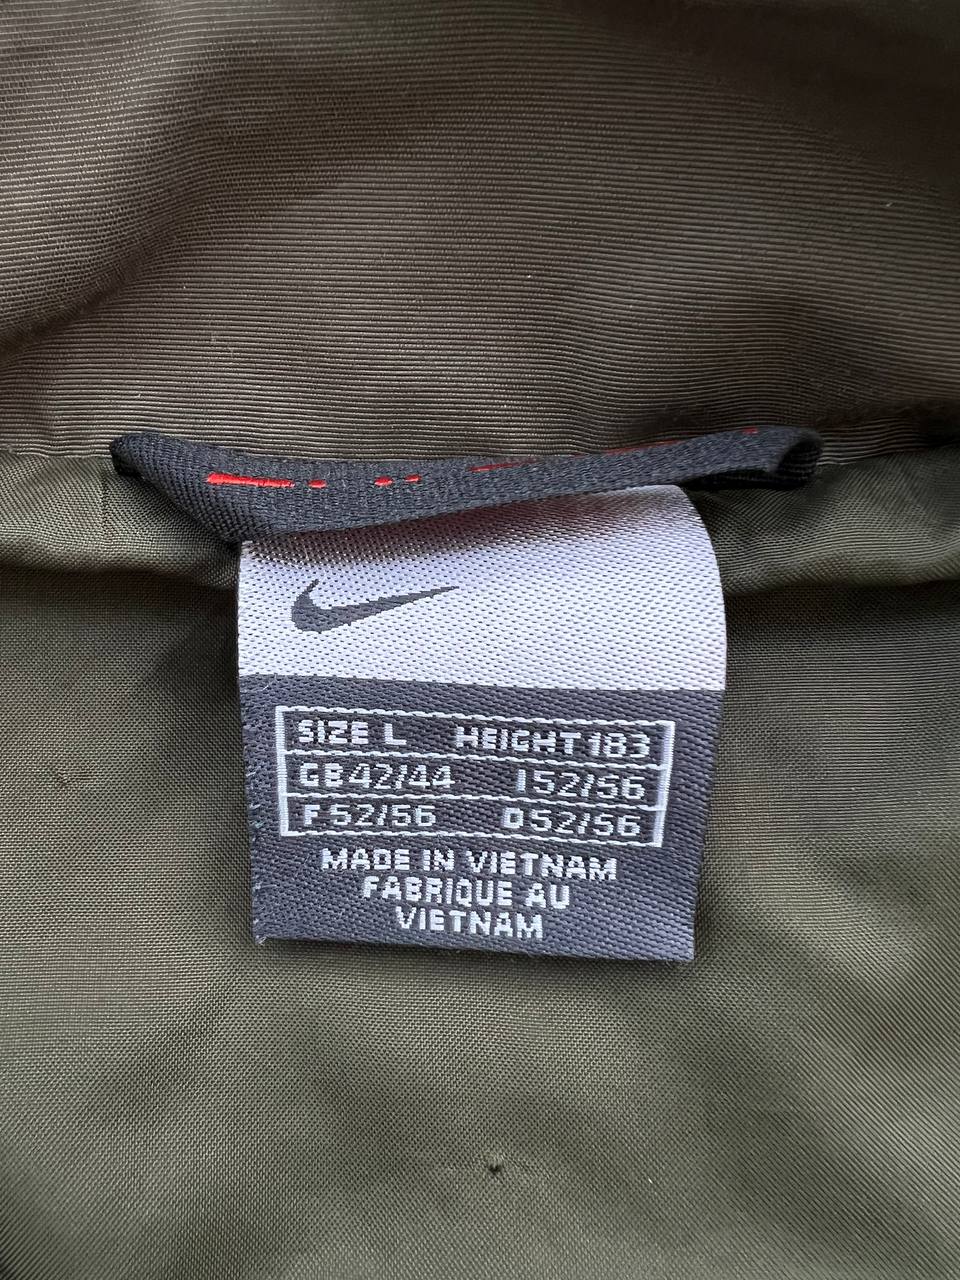 SIZE L HEIGHT 183
GB 42/44 I 52/56
F 52/56 D 52/56
MADE IN VIETNAM
FABRIQUE AU
VIETNAM